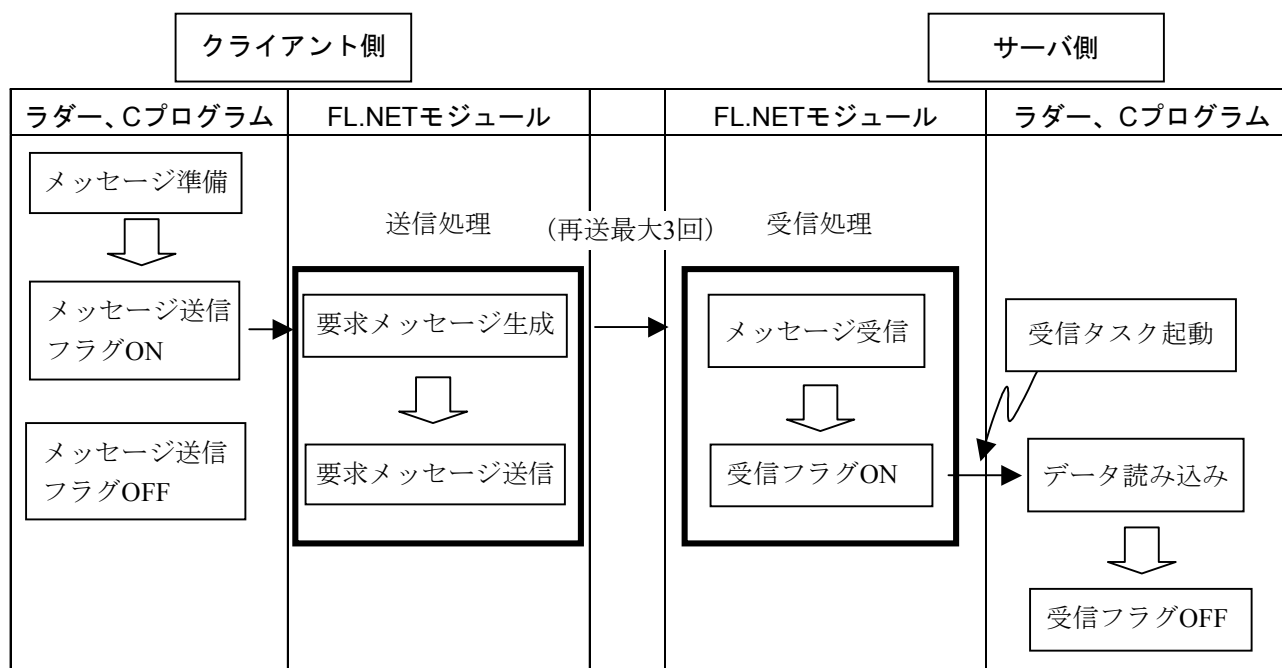 クライアント側
サーバ側
ラダー、Cプログラム
FL.NETモジュール
FL.NETモジュール
ラダー、Cプログラム
メッセージ準備
送信処理
(再送最大3回)
受信処理
メッセージ送信
フラグON
要求メッセージ生成
メッセージ受信
受信タスク起動
メッセージ送信
フラグOFF
要求メッセージ送信
受信フラグON
データ読み込み
受信フラグOFF